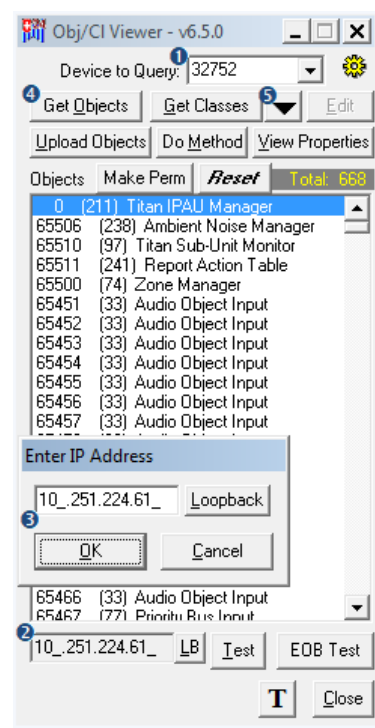 Obj/CI Viewer - v6.5.0
1
Device to Query: 32752
4 5
Get Objects Get Classes Edit
Upload Objects Do Method View Properties
Objects Make Perm Reset Total: 668
0 (211) Titan IPAU Manager
65506 (238) Ambient Noise Manager
65510 (97) Titan Sub-Unit Monitor
65511 (241) Report Action Table
65500 (74) Zone Manager
65451 (33) Audio Object Input
65452 (33) Audio Object Input
65453 (33) Audio Object Input
65454 (33) Audio Object Input
65455 (33) Audio Object Input
65456 (33) Audio Object Input
65457 (33) Audio Object Input
Enter IP Address
10_.251.224.61_ Loopback
3
OK Cancel
65466 (33) Audio Object Input
65467 (77) Priority Bus Input
2
10_.251.224.61_ LB Test EOB Test
T Close